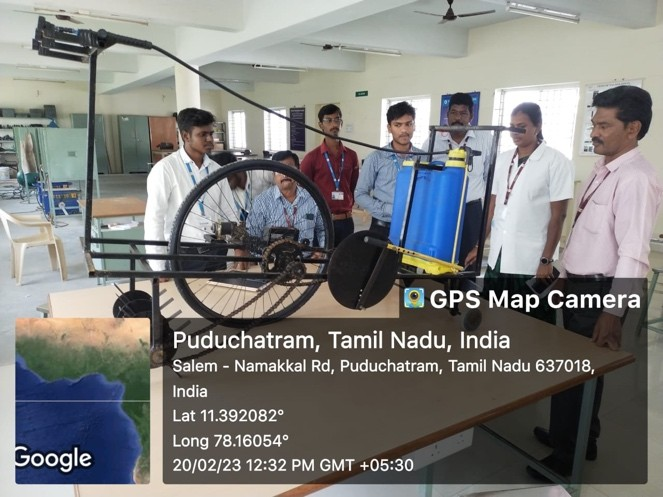 GPS Map Camera
Puduchatram, Tamil Nadu, India
Salem - Namakkal Rd, Puduchatram, Tamil Nadu 637018,
India
Lat 11.392082°
Long 78.16054°
20/02/23 12:32 PM GMT +05:30
Google